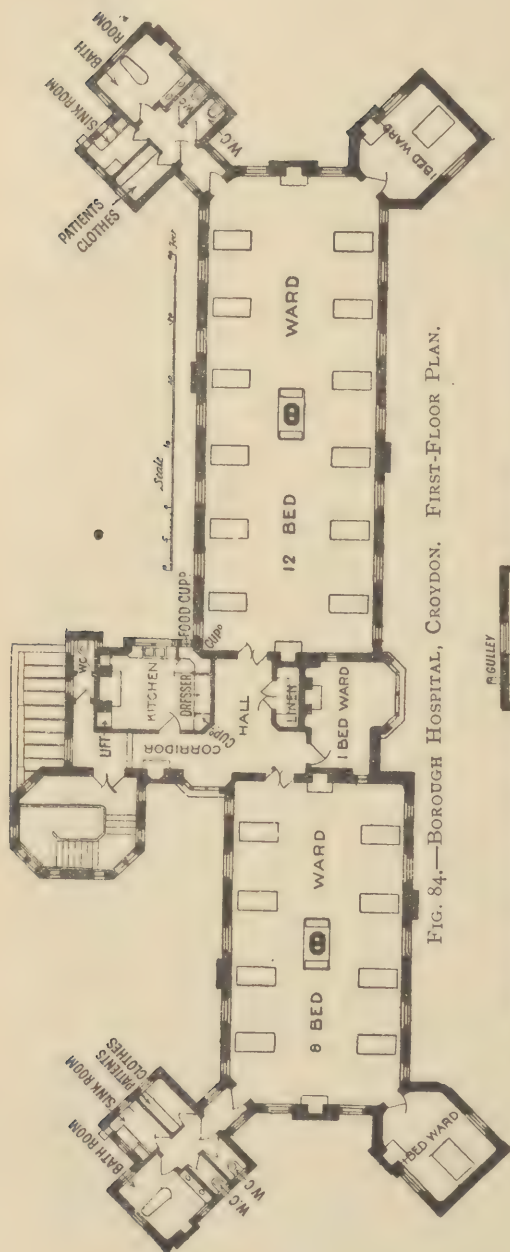 BATH ROOM
SINK ROOM
PATIENTS
CLOTHES
BATH
ROOM
SINK ROOM
PATIENTS
CLOTHES
W.C
W.C
W.C
W.C
LIFT
WC
KITCHEN
FOOD CUPD
DRESSER
CUPD
CUPD
CORRIDOR
HALL
LINEN
Scale
8 BED WARD
12 BED WARD
1 BED WARD
1 BED WARD
1 BED WARD
FIG. 84.—BOROUGH HOSPITAL, CROYDON. FIRST-FLOOR PLAN.
GULLEY